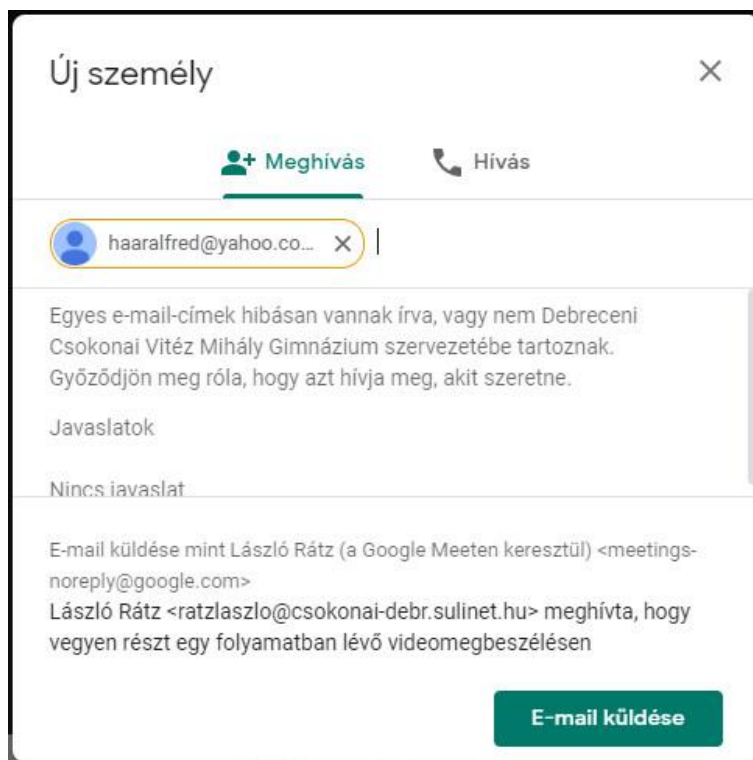 Új személy
Meghívás Hívás
haaralfred@yahoo.co...
Egyes e-mail-címek hibásan vannak írva, vagy nem Debreceni
Csokonai Vitéz Mihály Gimnázium szervezetébe tartoznak.
Győződjön meg róla, hogy azt hívja meg, akit szeretne.
Javaslatok
Nincs javaslat
E-mail küldése mint László Rátz (a Google Meeten keresztül) <meetings-
noreply@google.com>
László Rátz <ratzlaszlo@csokonai-debr.sulinet.hu> meghívta, hogy
vegyen részt egy folyamatban lévő videomegbeszélésen
E-mail küldése